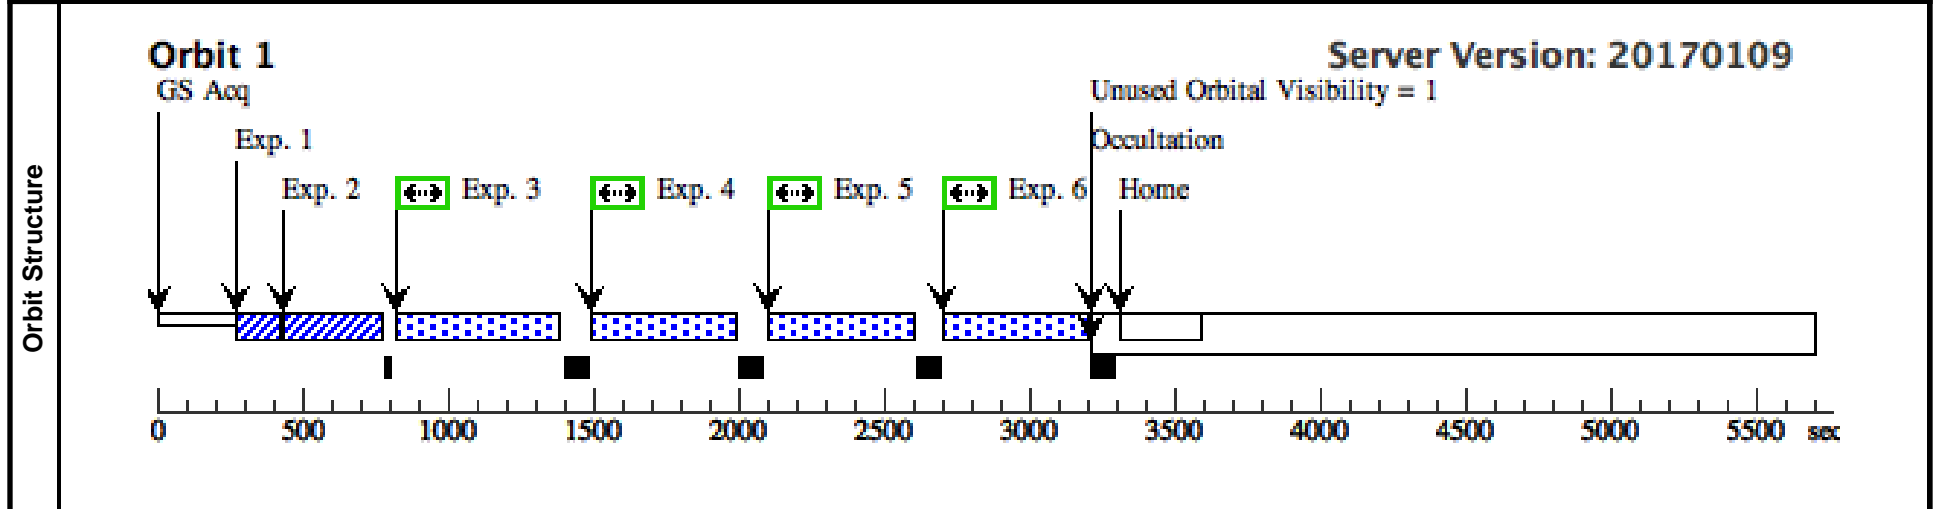 Orbit 1 Server Version: 20170109
GS Acq Unused Orbital Visibility = 1
Exp. 1 Occultation
Exp. 2 Exp. 3 Exp. 4 Exp. 5 Exp. 6 Home
Orbit Structure
0 500 1000 1500 2000 2500 3000 3500 4000 4500 5000 5500 sec